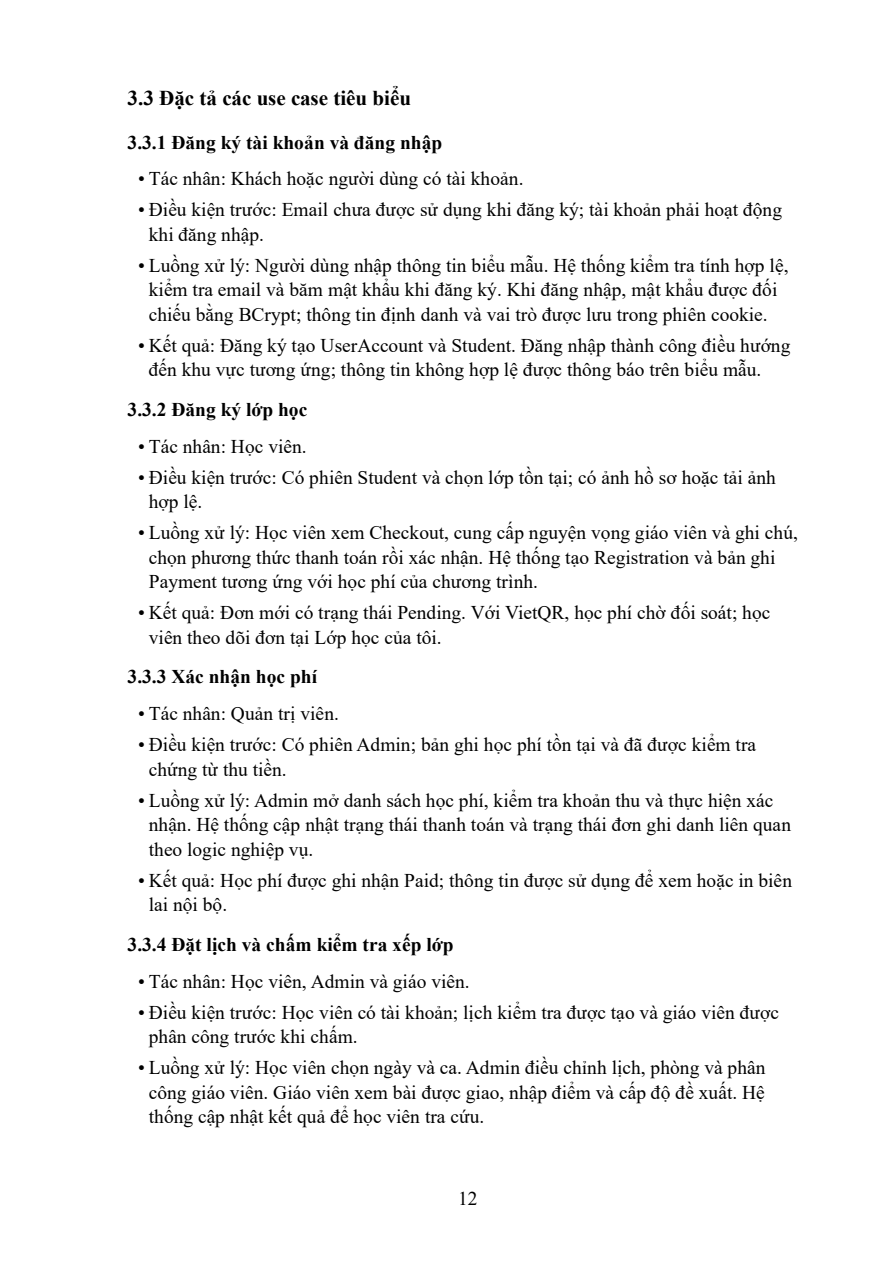 3.3 Đặc tả các use case tiêu biểu
3.3.1 Đăng ký tài khoản và đăng nhập
• Tác nhân: Khách hoặc người dùng có tài khoản.
• Điều kiện trước: Email chưa được sử dụng khi đăng ký; tài khoản phải hoạt động
khi đăng nhập.
• Luồng xử lý: Người dùng nhập thông tin biểu mẫu. Hệ thống kiểm tra tính hợp lệ,
kiểm tra email và băm mật khẩu khi đăng ký. Khi đăng nhập, mật khẩu được đối
chiếu bằng BCrypt; thông tin định danh và vai trò được lưu trong phiên cookie.
• Kết quả: Đăng ký tạo UserAccount và Student. Đăng nhập thành công điều hướng
đến khu vực tương ứng; thông tin không hợp lệ được thông báo trên biểu mẫu.
3.3.2 Đăng ký lớp học
• Tác nhân: Học viên.
• Điều kiện trước: Có phiên Student và chọn lớp tồn tại; có ảnh hồ sơ hoặc tải ảnh
hợp lệ.
• Luồng xử lý: Học viên xem Checkout, cung cấp nguyện vọng giáo viên và ghi chú,
chọn phương thức thanh toán rồi xác nhận. Hệ thống tạo Registration và bản ghi
Payment tương ứng với học phí của chương trình.
• Kết quả: Đơn mới có trạng thái Pending. Với VietQR, học phí chờ đối soát; học
viên theo dõi đơn tại Lớp học của tôi.
3.3.3 Xác nhận học phí
• Tác nhân: Quản trị viên.
• Điều kiện trước: Có phiên Admin; bản ghi học phí tồn tại và đã được kiểm tra
chứng từ thu tiền.
• Luồng xử lý: Admin mở danh sách học phí, kiểm tra khoản thu và thực hiện xác
nhận. Hệ thống cập nhật trạng thái thanh toán và trạng thái đơn ghi danh liên quan
theo logic nghiệp vụ.
• Kết quả: Học phí được ghi nhận Paid; thông tin được sử dụng để xem hoặc in biên
lai nội bộ.
3.3.4 Đặt lịch và chấm kiểm tra xếp lớp
• Tác nhân: Học viên, Admin và giáo viên.
• Điều kiện trước: Học viên có tài khoản; lịch kiểm tra được tạo và giáo viên được
phân công trước khi chấm.
• Luồng xử lý: Học viên chọn ngày và ca. Admin điều chỉnh lịch, phòng và phân
công giáo viên. Giáo viên xem bài được giao, nhập điểm và cấp độ đề xuất. Hệ
thống cập nhật kết quả để học viên tra cứu.
12